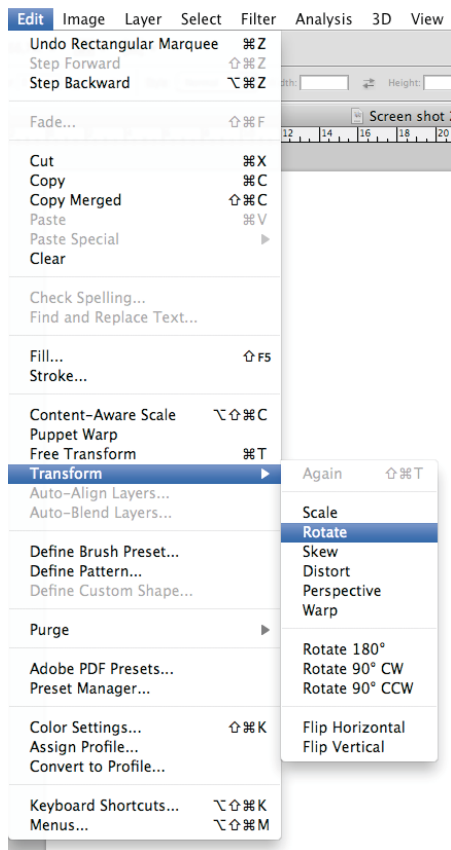 Edit Image Layer Select Filter Analysis 3D View
Undo Rectangular Marquee ⌘Z
Step Forward ⇧⌘Z
Step Backward ⌥⌘Z
Height:
Fade... ⇧⌘F
Screen shot
12 14 16 18 20
Cut ⌘X
Copy ⌘C
Copy Merged ⇧⌘C
Paste ⌘V
Paste Special
Clear
Check Spelling...
Find and Replace Text...
Fill... ⇧F5
Stroke...
Content-Aware Scale ⌥⇧⌘C
Puppet Warp
Free Transform ⌘T
Transform
Auto-Align Layers...
Auto-Blend Layers...
Define Brush Preset...
Define Pattern...
Define Custom Shape...
Purge
Adobe PDF Presets...
Preset Manager...
Color Settings... ⇧⌘K
Assign Profile...
Convert to Profile...
Keyboard Shortcuts... ⌥⇧⌘K
Menus... ⌥⇧⌘M
Again ⇧⌘T
Scale
Rotate
Skew
Distort
Perspective
Warp
Rotate 180°
Rotate 90° CW
Rotate 90° CCW
Flip Horizontal
Flip Vertical